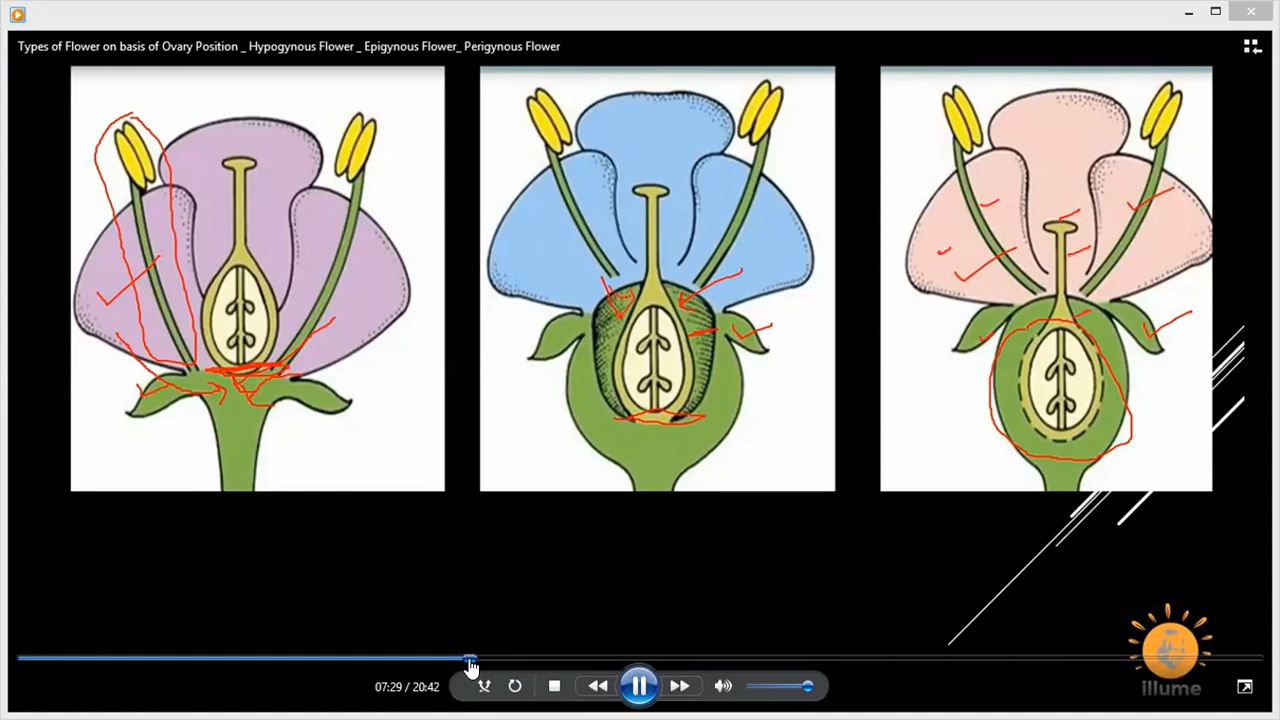 Types of Flower on basis of Ovary Position _ Hypogynous Flower _ Epigynous Flower_ Perigynous Flower
07:29 / 20:42
illume